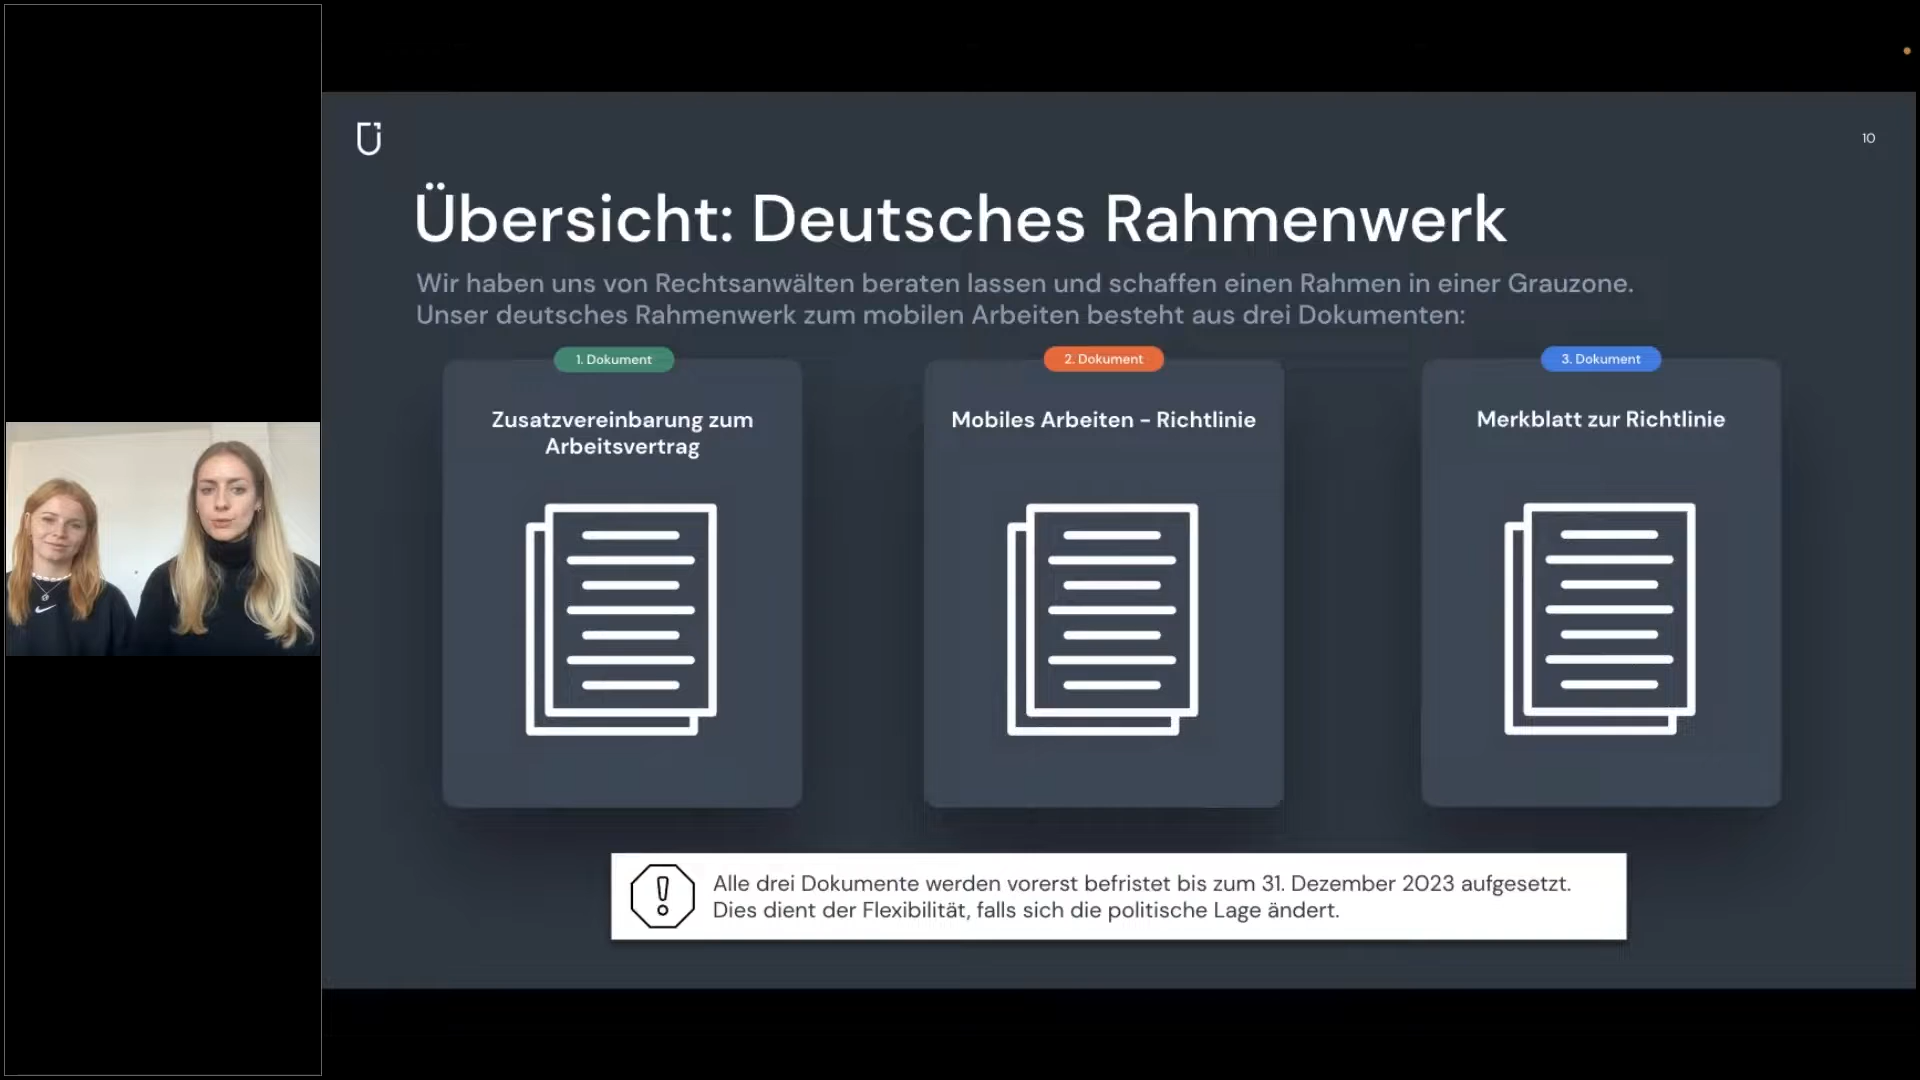 10
Übersicht: Deutsches Rahmenwerk
Wir haben uns von Rechtsanwälten beraten lassen und schaffen einen Rahmen in einer Grauzone.
Unser deutsches Rahmenwerk zum mobilen Arbeiten besteht aus drei Dokumenten:
1. Dokument
Zusatzvereinbarung zum
Arbeitsvertrag
2. Dokument
Mobiles Arbeiten - Richtlinie
3. Dokument
Merkblatt zur Richtlinie
Alle drei Dokumente werden vorerst befristet bis zum 31. Dezember 2023 aufgesetzt.
Dies dient der Flexibilität, falls sich die politische Lage ändert.